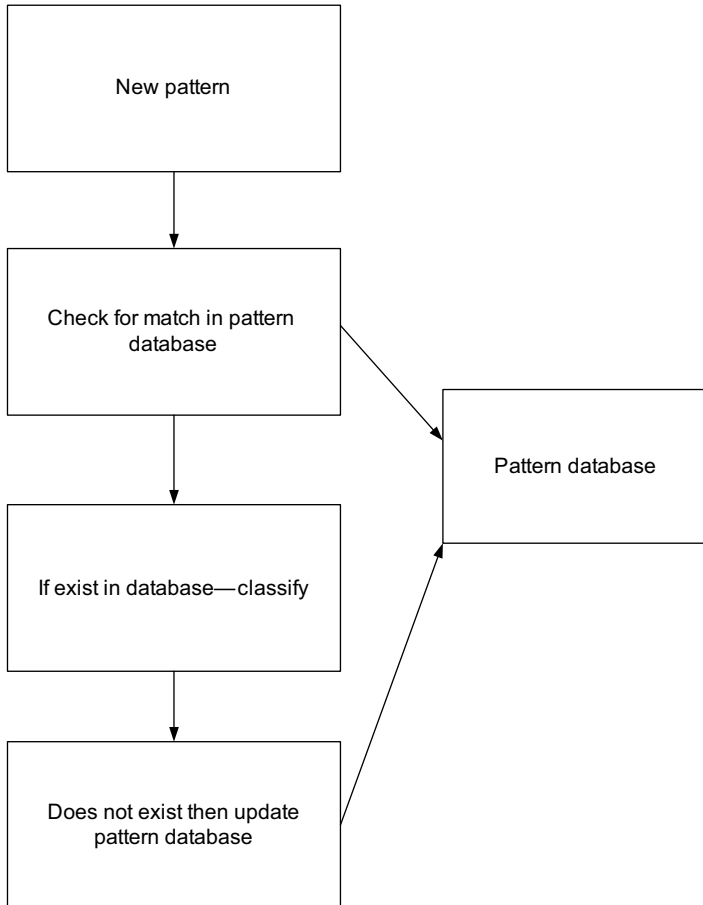 New pattern
Check for match in pattern
database
Pattern database
If exist in database—classify
Does not exist then update
pattern database